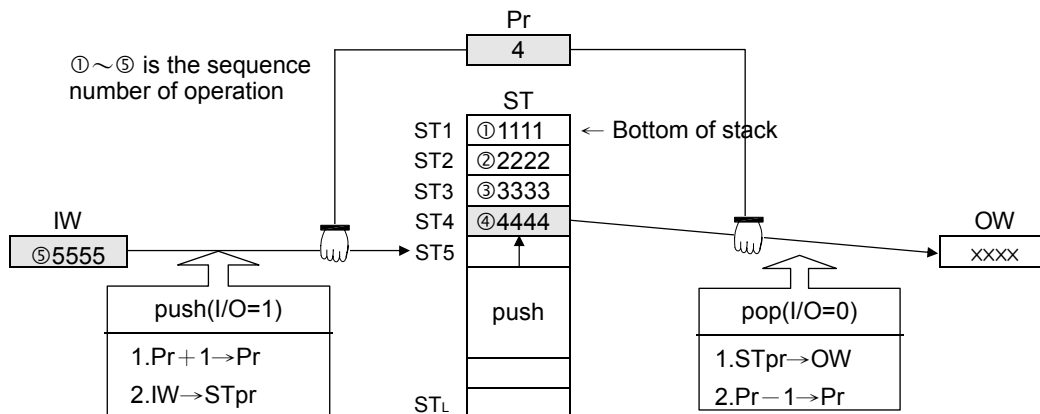 Pr
4
①~⑤ is the sequence
number of operation
ST
ST1 ①1111 ← Bottom of stack
ST2 ②2222
ST3 ③3333
ST4 ④4444
ST5
IW
⑤5555
OW
xxxx
push(I/O=1)
1.Pr+1→Pr
2.IW→STpr
push
pop(I/O=0)
1.STpr→OW
2.Pr−1→Pr
STL